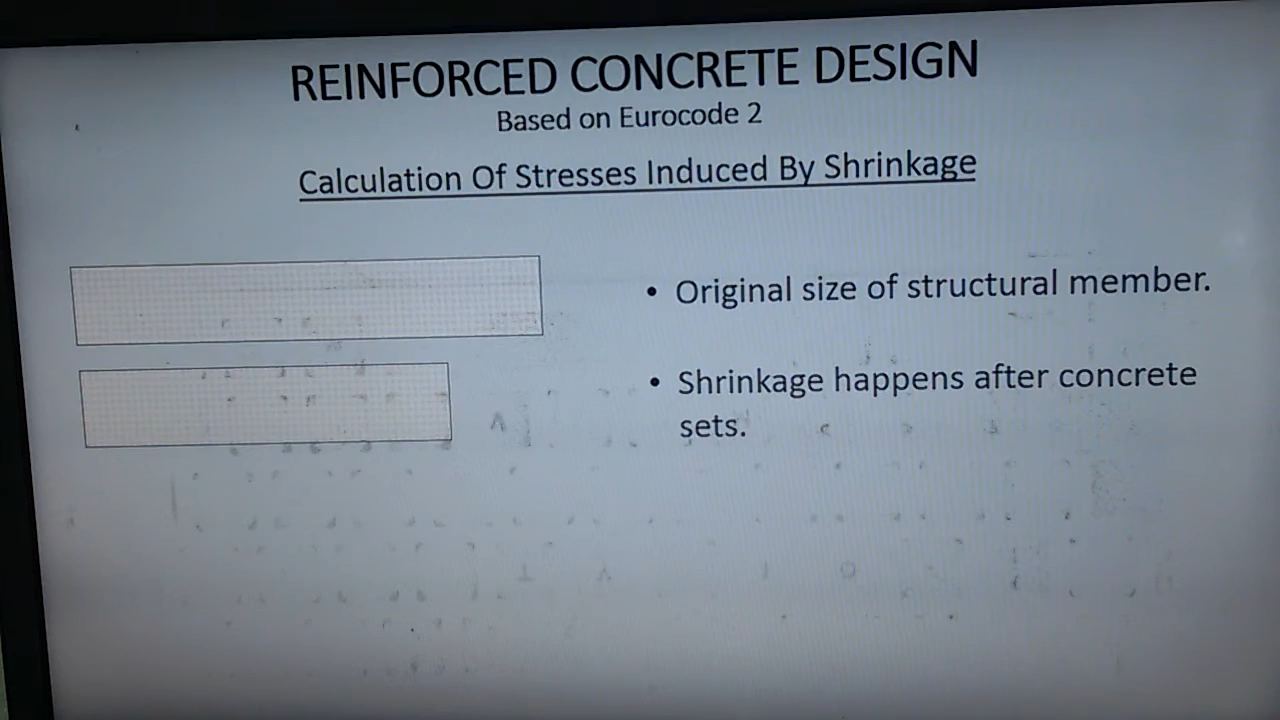 REINFORCED CONCRETE DESIGN
Based on Eurocode 2
Calculation Of Stresses Induced By Shrinkage
• Original size of structural member.
• Shrinkage happens after concrete
sets.